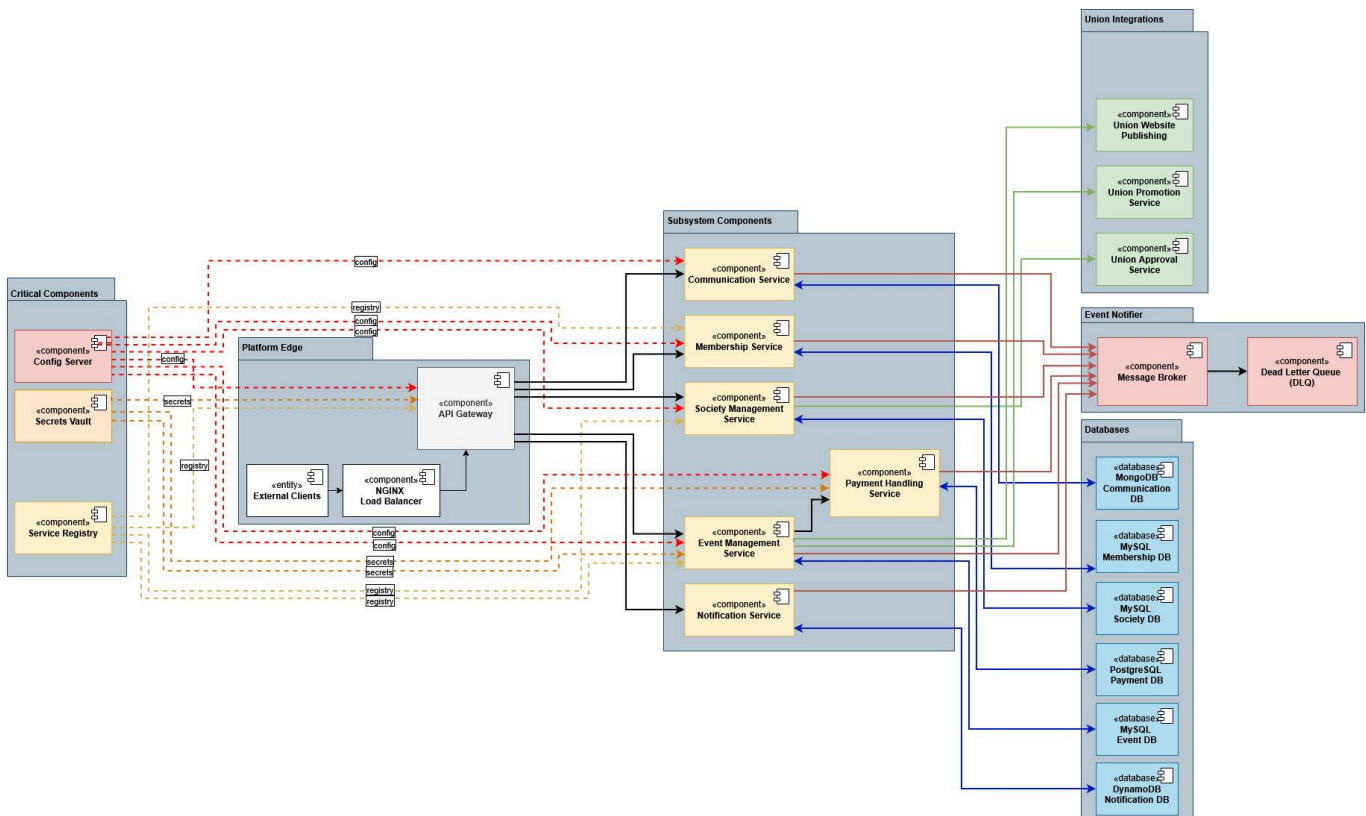 Critical Components
«component»
Config Server
«component»
Secrets Vault
«component»
Service Registry
config
registry
config
config
config
secrets
registry
config
config
secrets
secrets
registry
registry
Platform Edge
«component»
API Gateway
«entity»
External Clients
«component»
NGINX
Load Balancer
Subsystem Components
«component»
Communication Service
«component»
Membership Service
«component»
Society Management
Service
«component»
Payment Handling
Service
«component»
Event Management
Service
«component»
Notification Service
Union Integrations
«component»
Union Website
Publishing
«component»
Union Promotion
Service
«component»
Union Approval
Service
Event Notifier
«component»
Message Broker
«component»
Dead Letter Queue
(DLQ)
Databases
«database»
MongoDB
Communication
DB
«database»
MySQL
Membership DB
«database»
MySQL
Society DB
«database»
PostgreSQL
Payment DB
«database»
MySQL
Event DB
«database»
DynamoDB
Notification DB